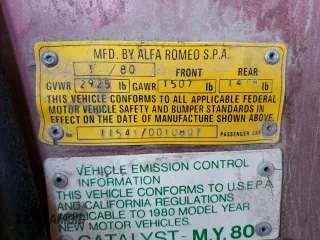 MFD. BY ALFA ROMEO S.P.A.
/80 FRONT REAR
GVWR 2925 lb GAWR 1507 lb lb
THIS VEHICLE CONFORMS TO ALL APPLICABLE FEDERAL
MOTOR VEHICLE SAFETY AND BUMPER STANDARDS IN
EFFECT ON THE DATE OF MANUFACTURE SHOWN ABOVE.
No PASSENGER CAR
VEHICLE EMISSION CONTROL
INFORMATION
THIS VEHICLE CONFORMS TO U.S.E.P.A
AND CALIFORNIA REGULATIONS
APPLICABLE TO 1980 MODEL YEAR
NEW MOTOR VEHICLES.
CATALYST - M.Y. 80